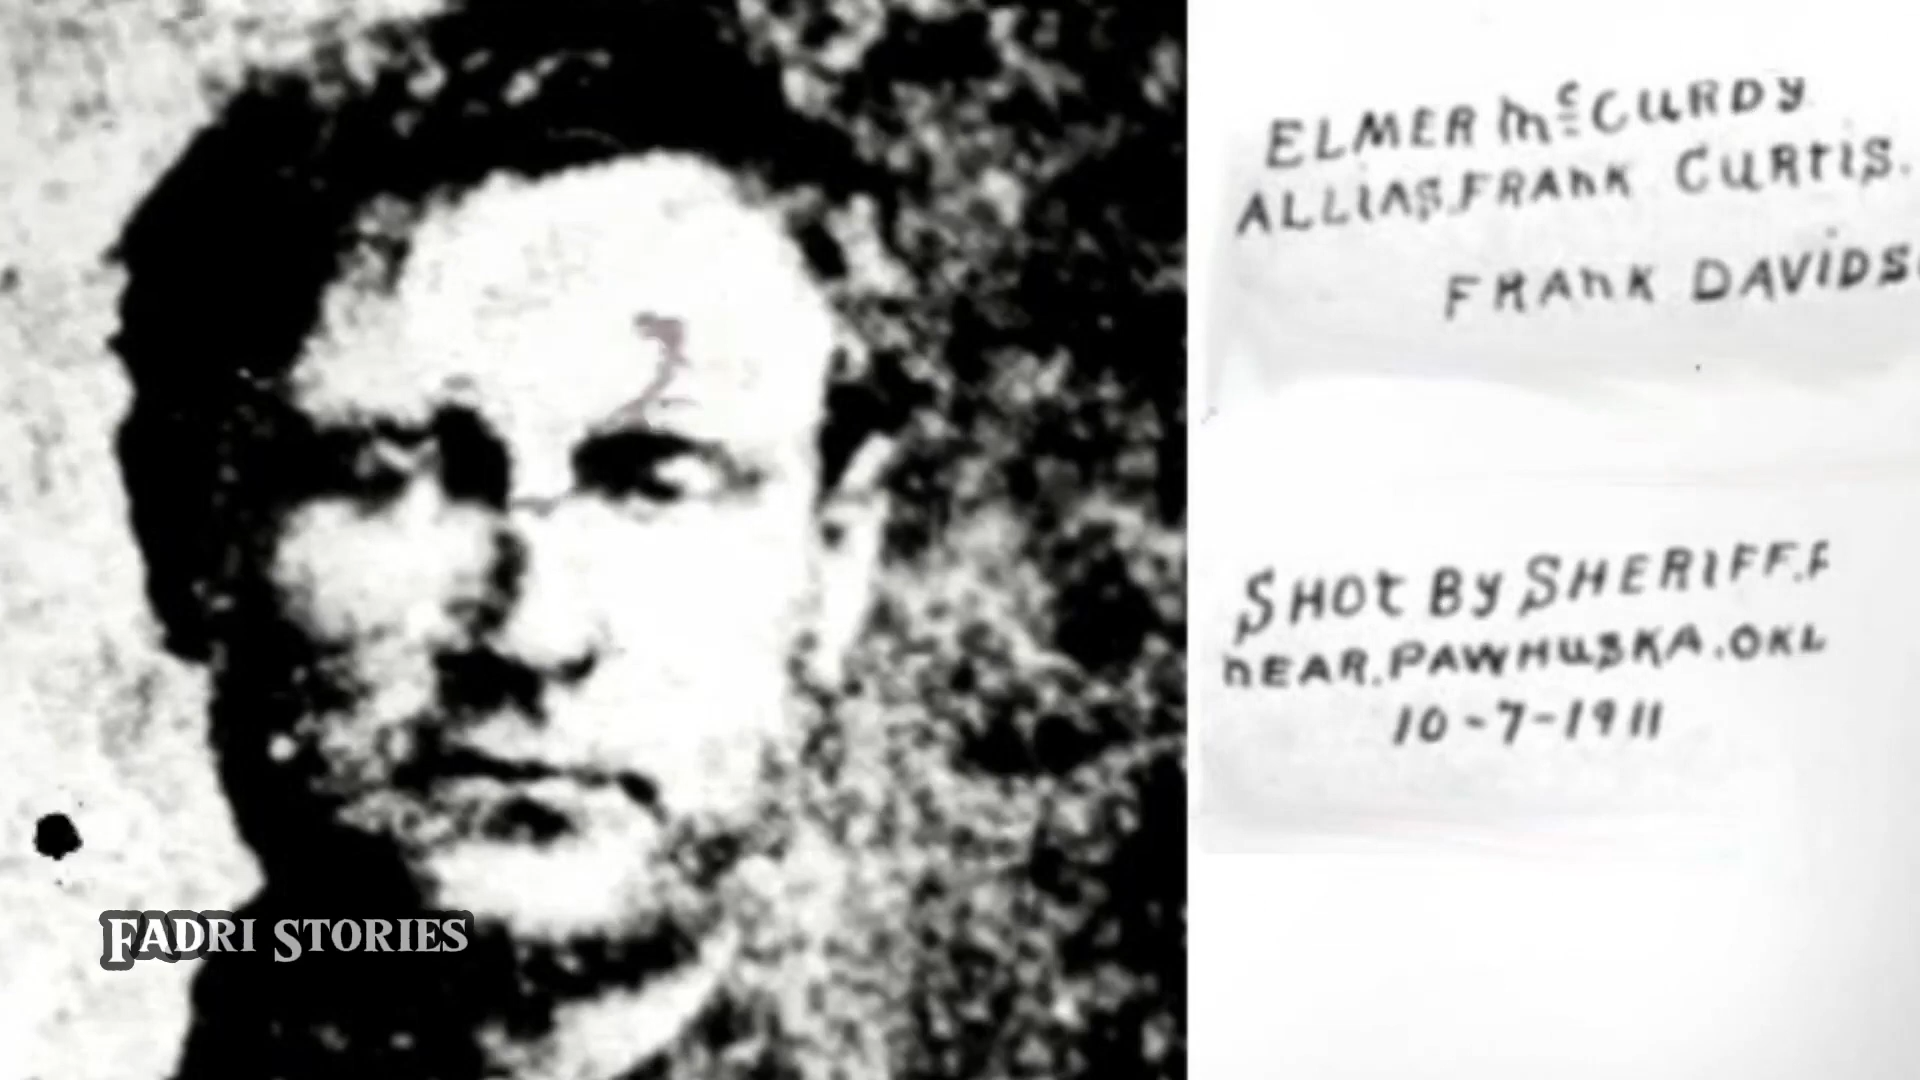 ELMER McCURDY
ALLIAS.FRANK CURTIS.
FRANK DAVIDS
SHOT BY SHERIFF.F
NEAR.PAWHUSKA.OKL
10-7-1911
FADRI STORIES